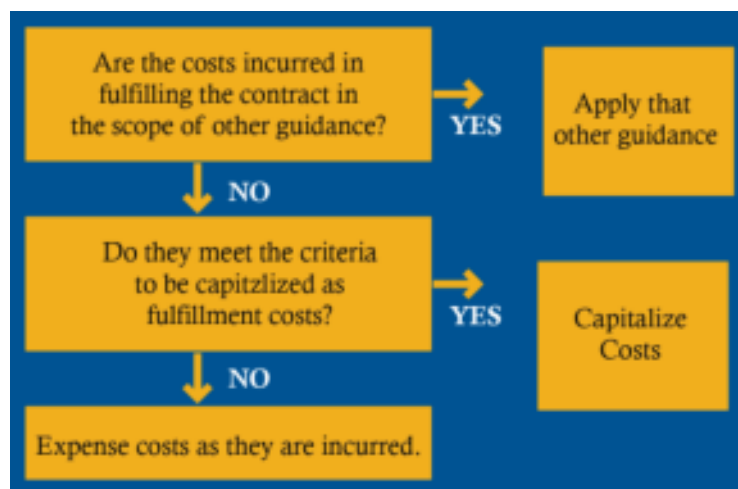 Are the costs incurred in
fulfilling the contract in
the scope of other guidance?
YES
Apply that
other guidance
NO
Do they meet the criteria
to be capitzlized as
fulfillment costs?
YES
Capitalize
Costs
NO
Expense costs as they are incurred.